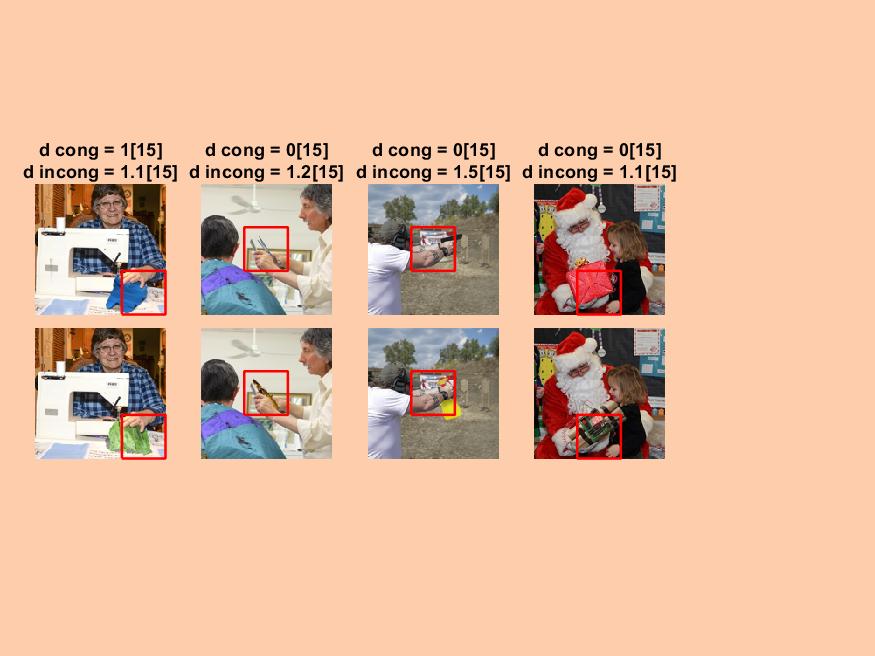 d cong = 1[15]
d incong = 1.1[15]
d cong = 0[15]
d incong = 1.2[15]
d cong = 0[15]
d incong = 1.5[15]
d cong = 0[15]
d incong = 1.1[15]